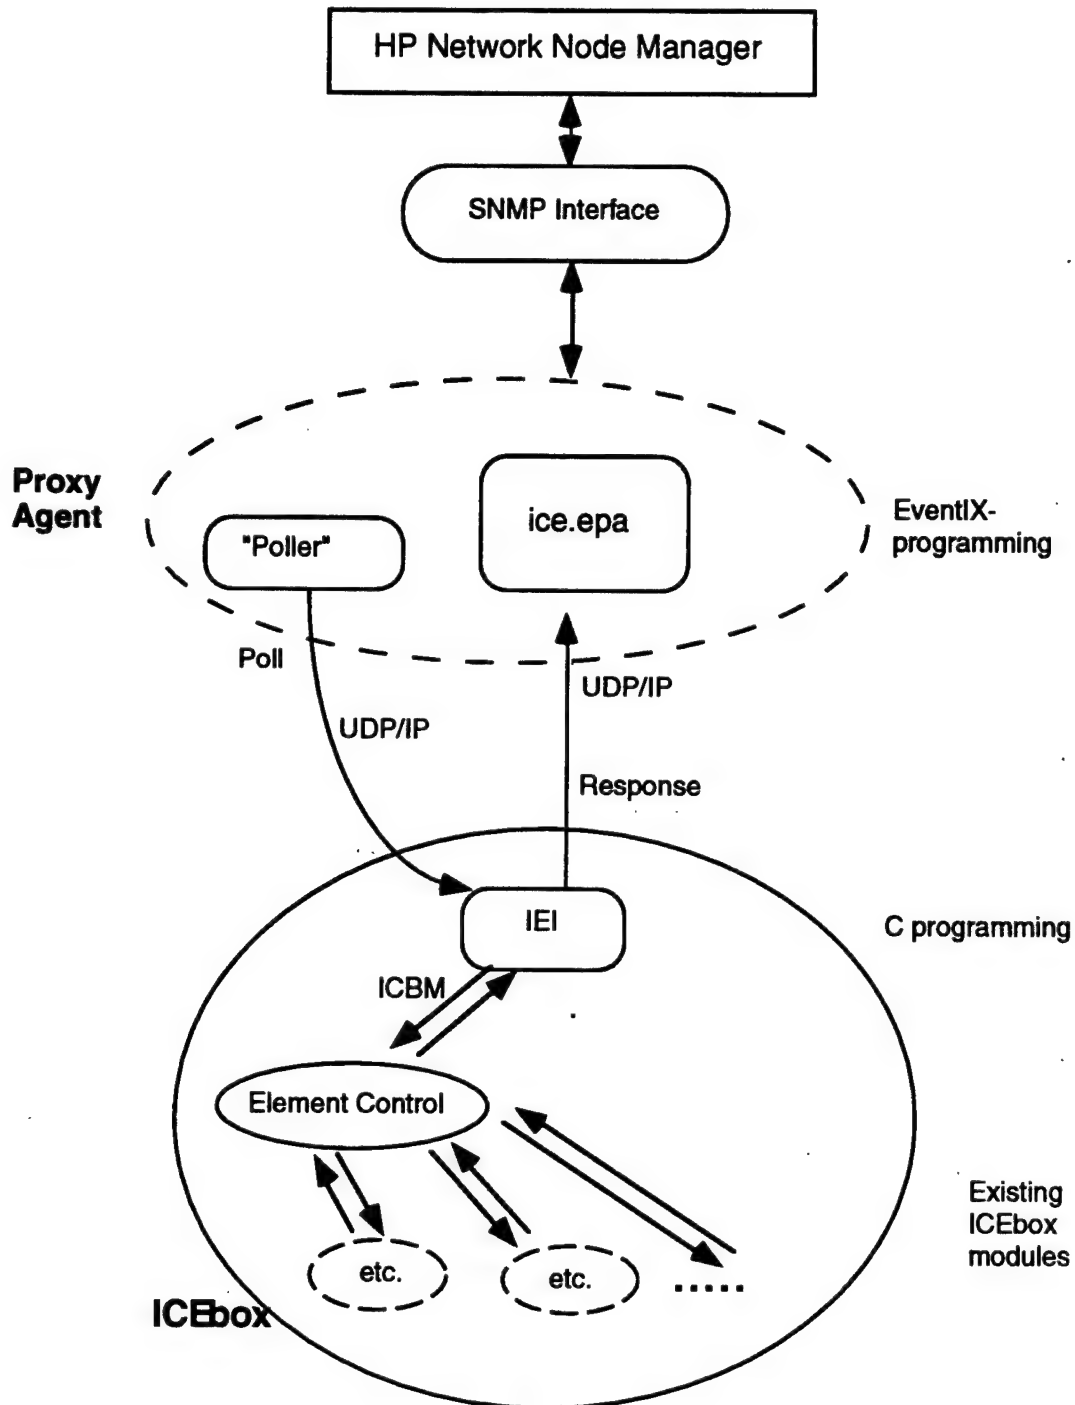 HP Network Node Manager
SNMP Interface
Proxy
Agent
"Poller"
ice.epa
EventIX-
programming
Poll
UDP/IP
UDP/IP
Response
IEI
C programming
ICBM
Element Control
etc.
etc.
.....
Existing
ICEbox
modules
ICEbox